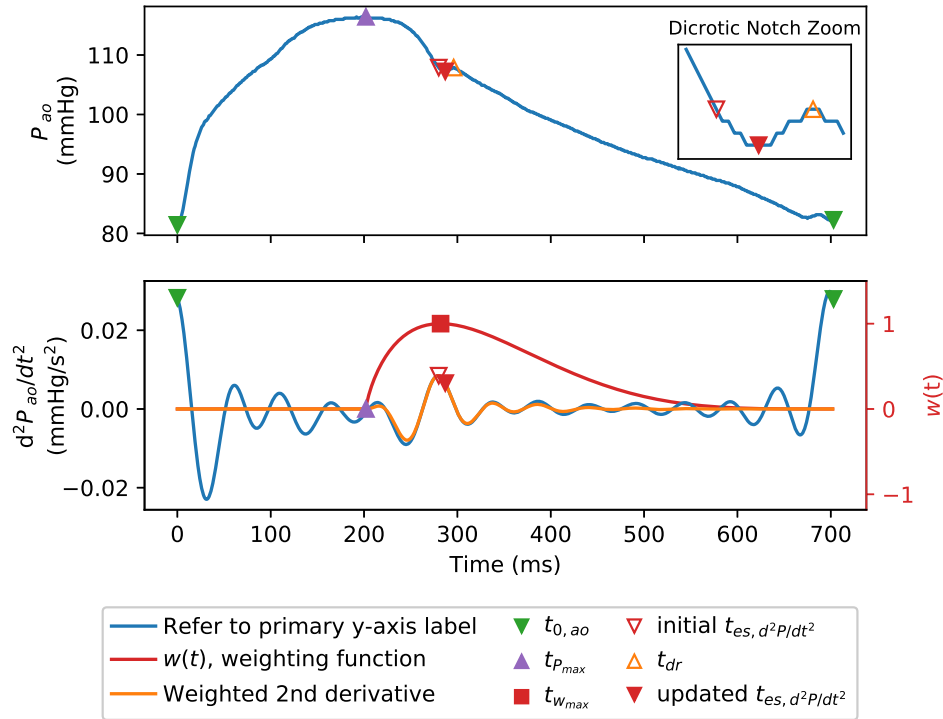 Dicrotic Notch Zoom
P_ao
(mmHg)
110
100
90
80
d²P_ao/dt²
(mmHg/s²)
0.02
0.00
−0.02
1
0
−1
w(t)
0 100 200 300 400 500 600 700
Time (ms)
Refer to primary y-axis label
w(t), weighting function
Weighted 2nd derivative
t_0, ao
t_P_max
t_w_max
initial t_es, d²P/dt²
t_dr
updated t_es, d²P/dt²